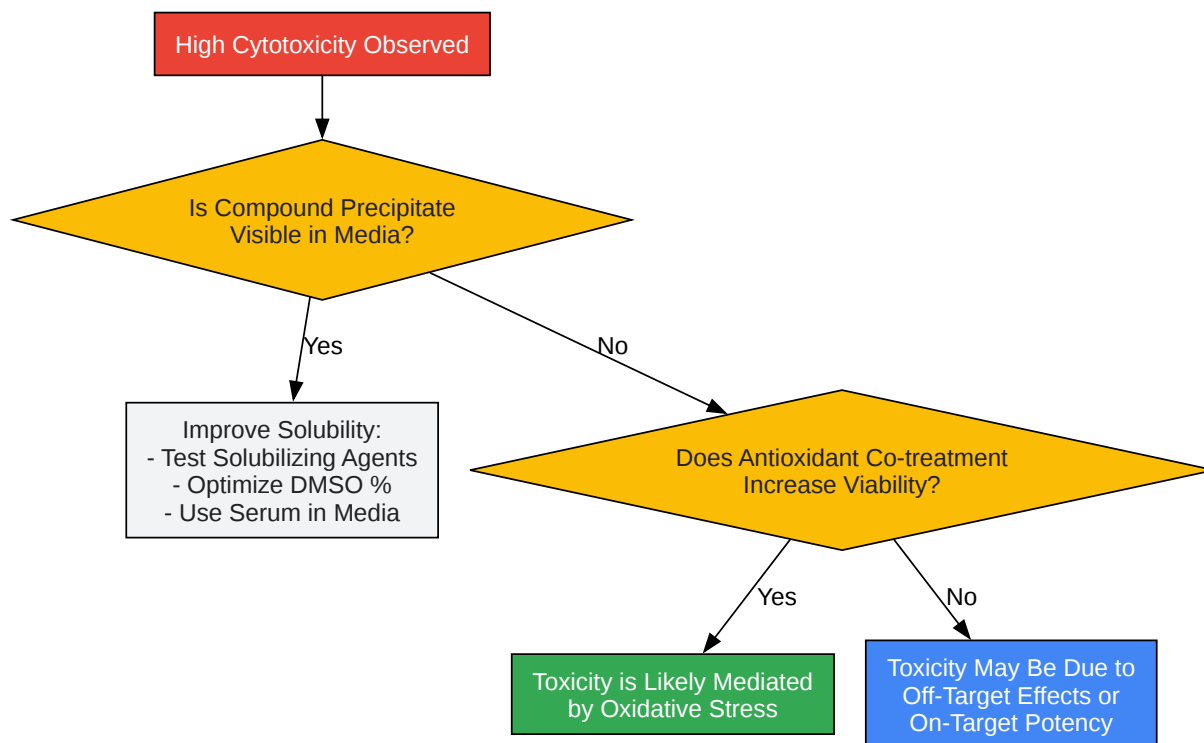 High Cytotoxicity Observed
Is Compound Precipitate
Visible in Media?
Yes
No
Improve Solubility:
- Test Solubilizing Agents
- Optimize DMSO %
- Use Serum in Media
Does Antioxidant Co-treatment
Increase Viability?
Yes
No
Toxicity is Likely Mediated
by Oxidative Stress
Toxicity May Be Due to
Off-Target Effects or
On-Target Potency